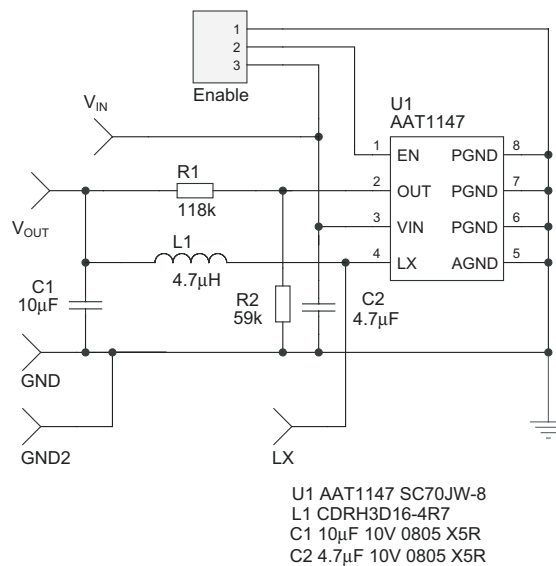 1
2
3
Enable
V_IN
U1
AAT1147
1 EN PGND 8
2 OUT PGND 7
3 VIN PGND 6
4 LX AGND 5
R1
118k
V_OUT
L1
4.7µH
C1
10µF
R2
59k
C2
4.7µF
GND
GND2
LX
U1 AAT1147 SC70JW-8
L1 CDRH3D16-4R7
C1 10µF 10V 0805 X5R
C2 4.7µF 10V 0805 X5R